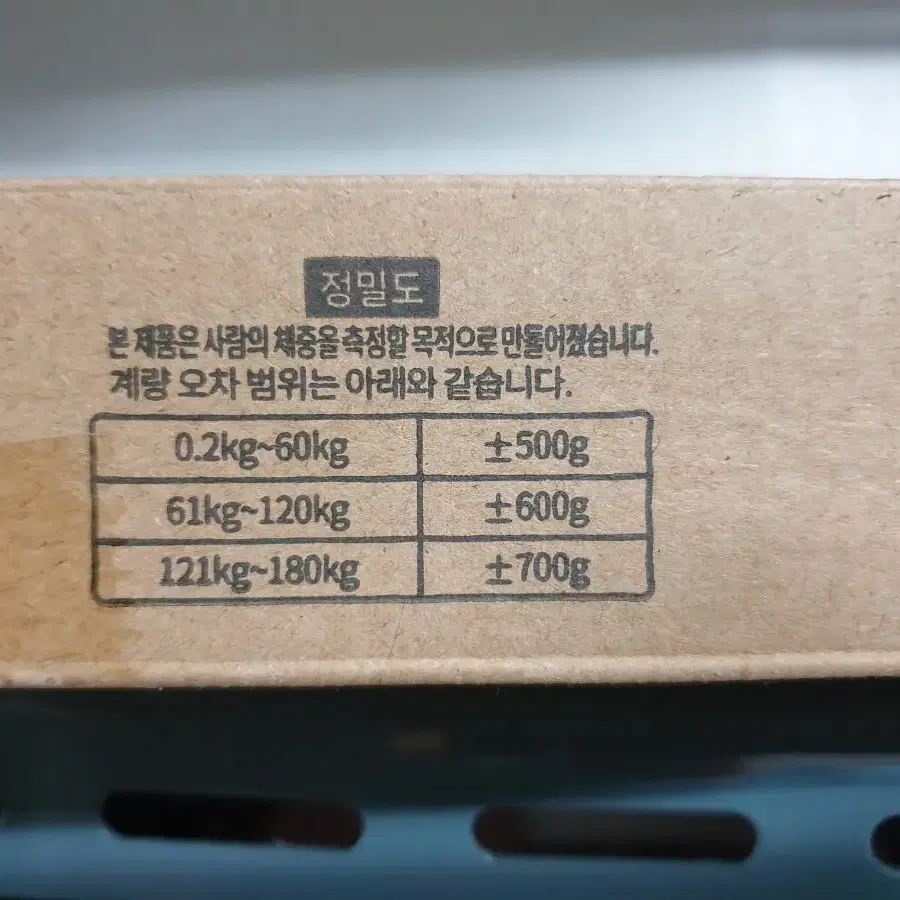 정밀도
본 제품은 사람의 체중을 측정할 목적으로 만들어졌습니다.
계량 오차 범위는 아래와 같습니다.
0.2kg~60kg ±500g
61kg~120kg ±600g
121kg~180kg ±700g